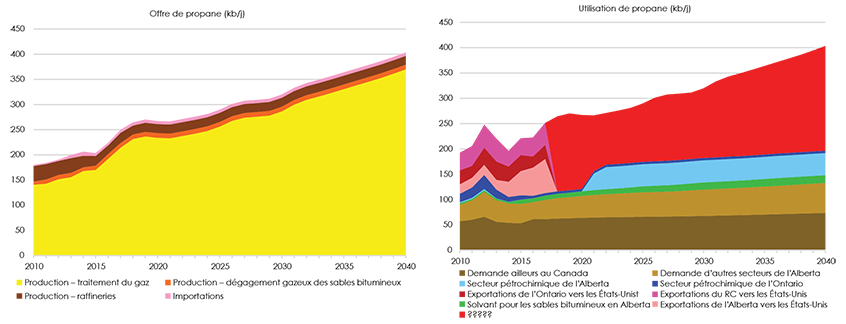 Offre de propane (kb/j)
450
400
350
300
250
200
150
100
50
0
2010 2015 2020 2025 2030 2035 2040
Production – traitement du gaz
Production – dégagement gazeux des sables bitumineux
Production – raffineries
Importations
Utilisation de propane (kb/j)
450
400
350
300
250
200
150
100
50
0
2010 2015 2020 2025 2030 2035 2040
Demande ailleurs au Canada
Demande d'autres secteurs de l'Alberta
Secteur pétrochimique de l'Alberta
Secteur pétrochimique de l'Ontario
Exportations de l'Ontario vers les États-Unist
Exportations du RC vers les États-Unis
Solvant pour les sables bitumineux en Alberta
Exportations de l'Alberta vers les États-Unis
?????